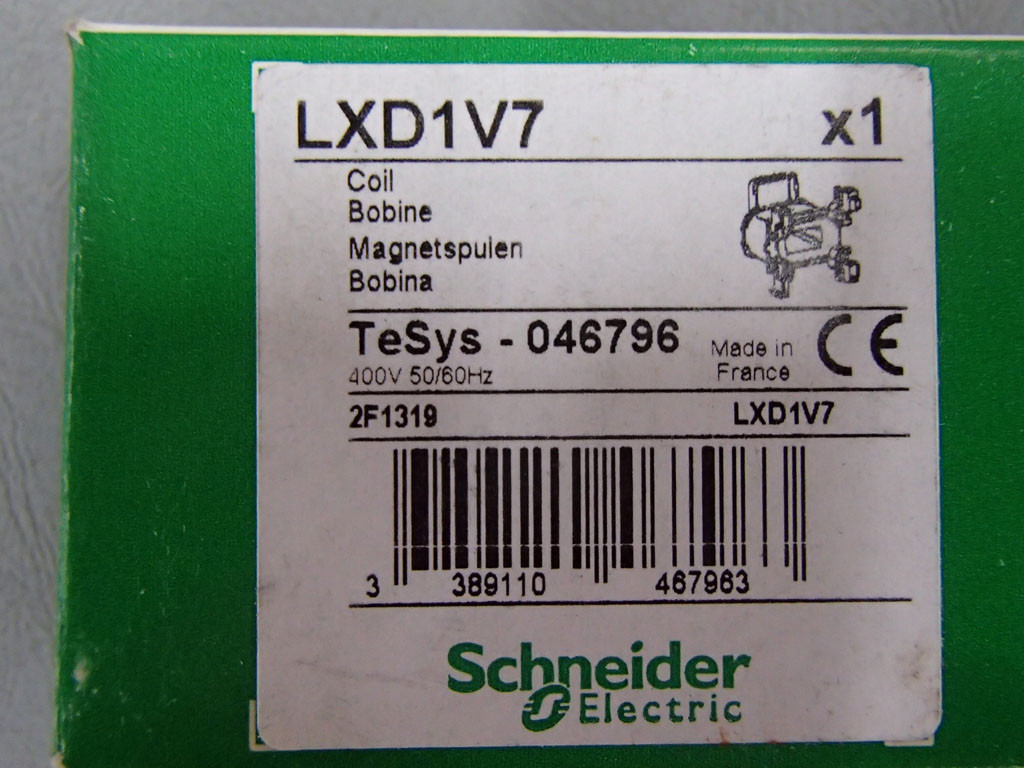 LXD1V7 x1
Coil
Bobine
Magnetspulen
Bobina
TeSys - 046796
400V 50/60Hz
Made in
France
CE
2F1319 LXD1V7
3 389110 467963
Schneider
Electric